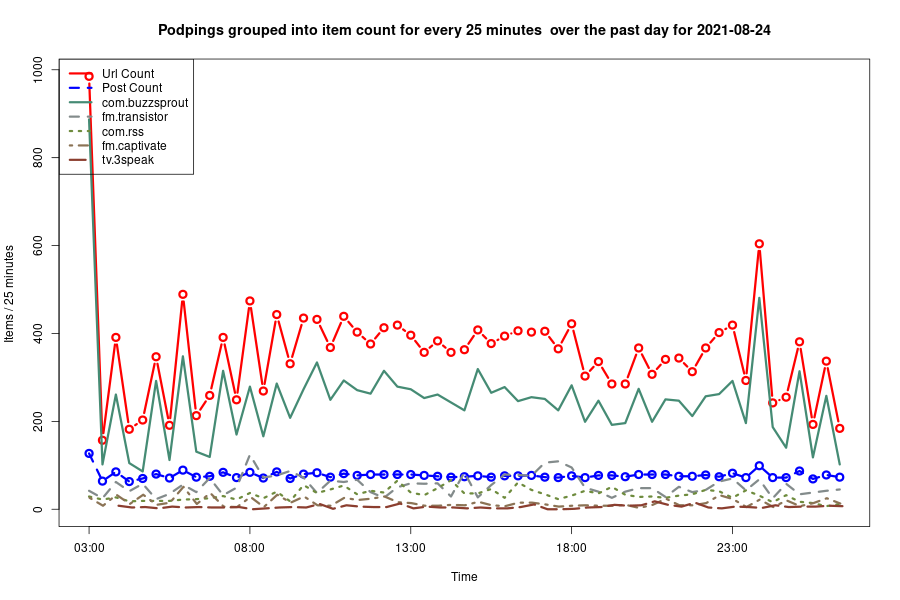 Podpings grouped into item count for every 25 minutes  over the past day for 2021-08-24
Items / 25 minutes
1000
800
600
400
200
0
Url Count
Post Count
com.buzzsprout
fm.transistor
com.rss
fm.captivate
tv.3speak
03:00 08:00 13:00 18:00 23:00
Time